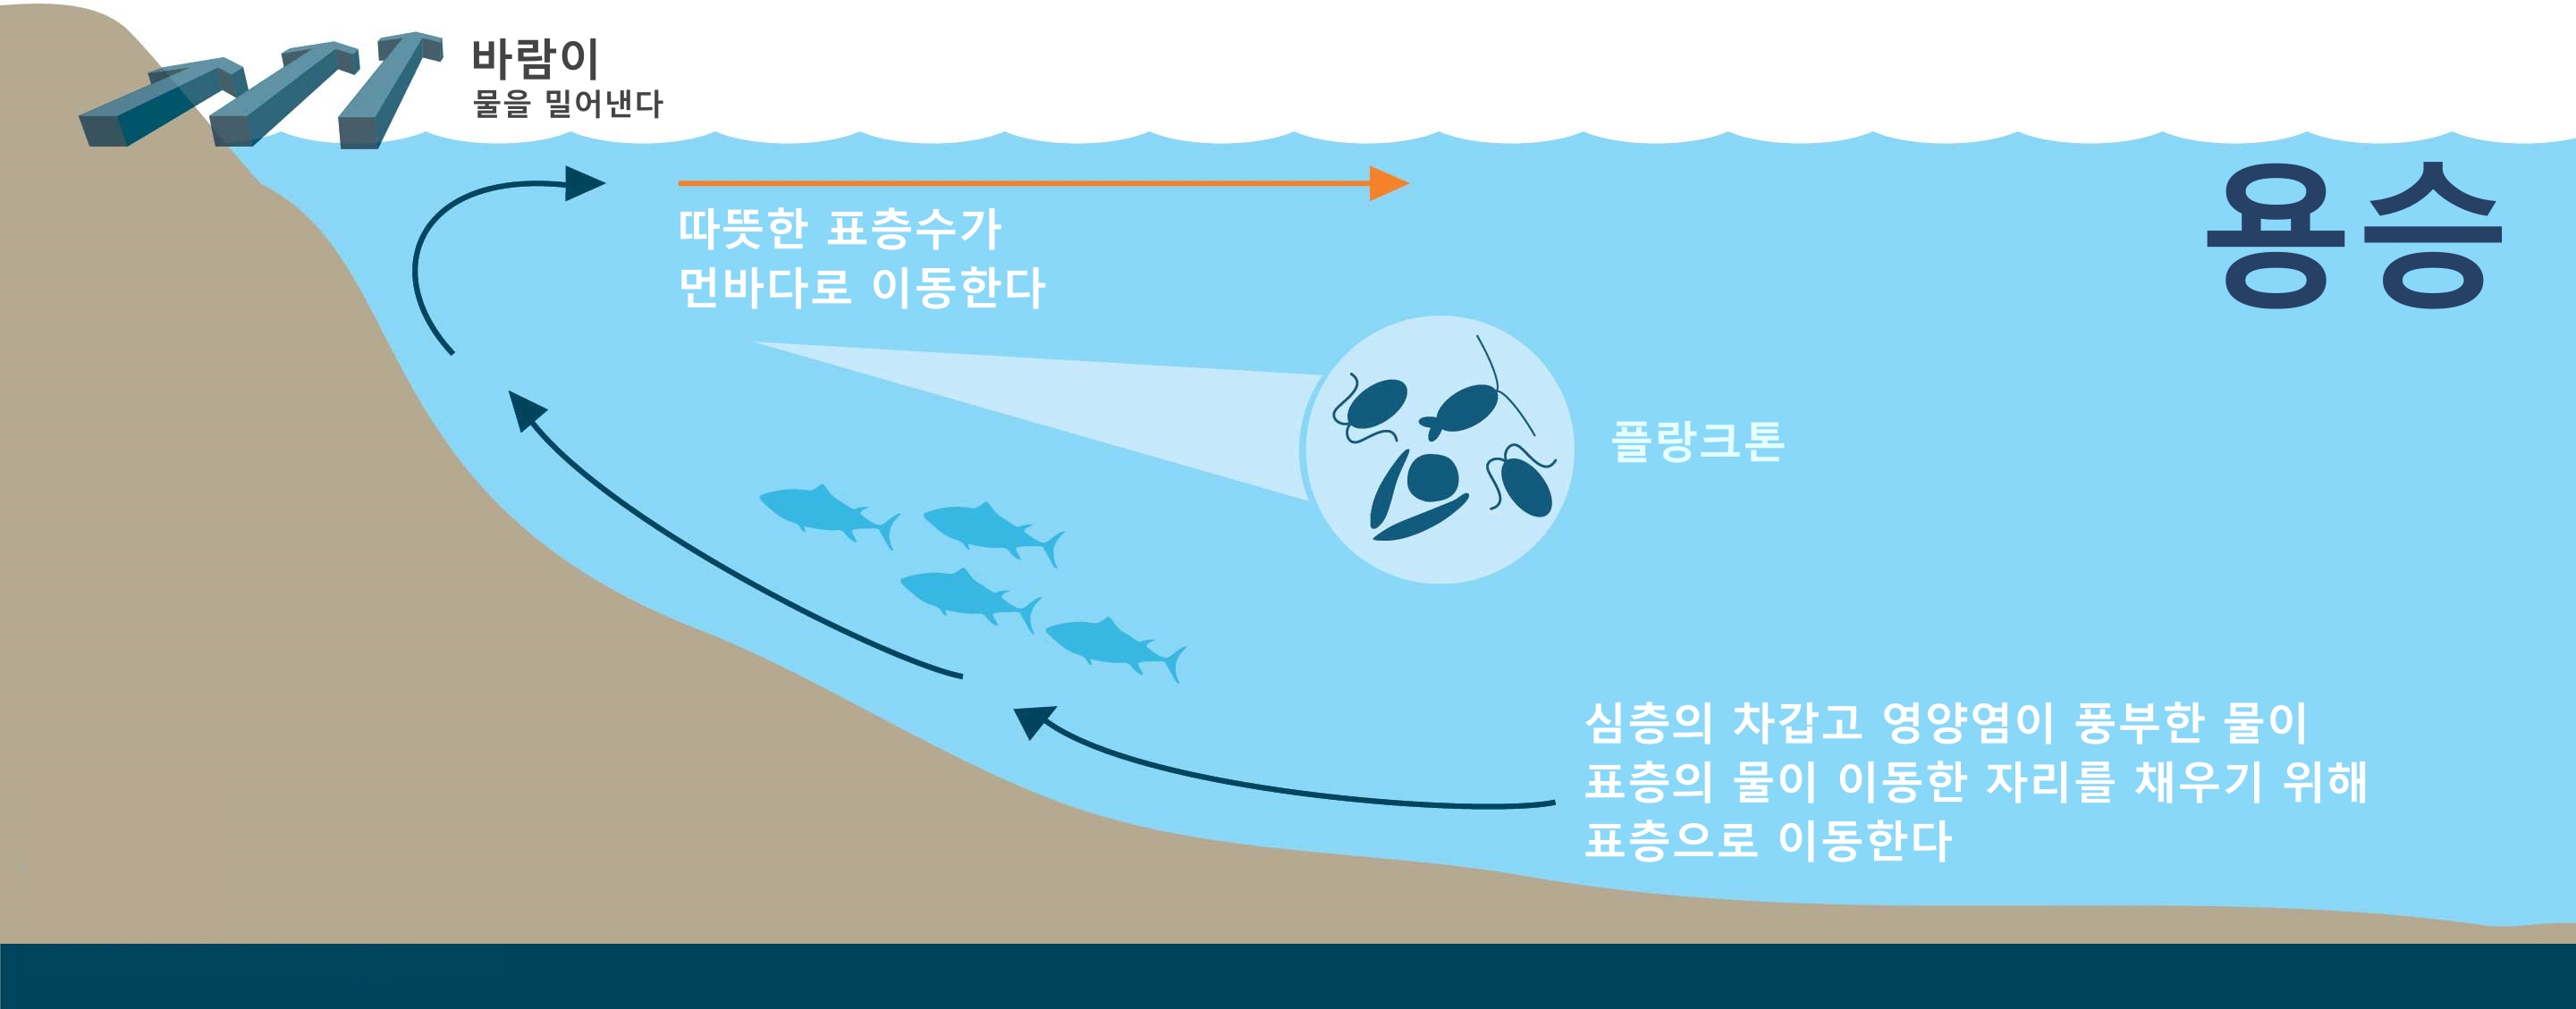 바람이
물을 밀어낸다
용승
따뜻한 표층수가
먼바다로 이동한다
플랑크톤
심층의 차갑고 영양염이 풍부한 물이
표층의 물이 이동한 자리를 채우기 위해
표층으로 이동한다